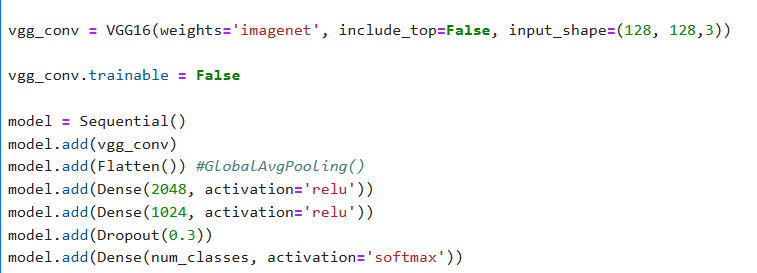 vgg_conv = VGG16(weights='imagenet', include_top=False, input_shape=(128, 128,3))
vgg_conv.trainable = False
model = Sequential()
model.add(vgg_conv)
model.add(Flatten()) #GlobalAvgPooling()
model.add(Dense(2048, activation='relu'))
model.add(Dense(1024, activation='relu'))
model.add(Dropout(0.3))
model.add(Dense(num_classes, activation='softmax'))